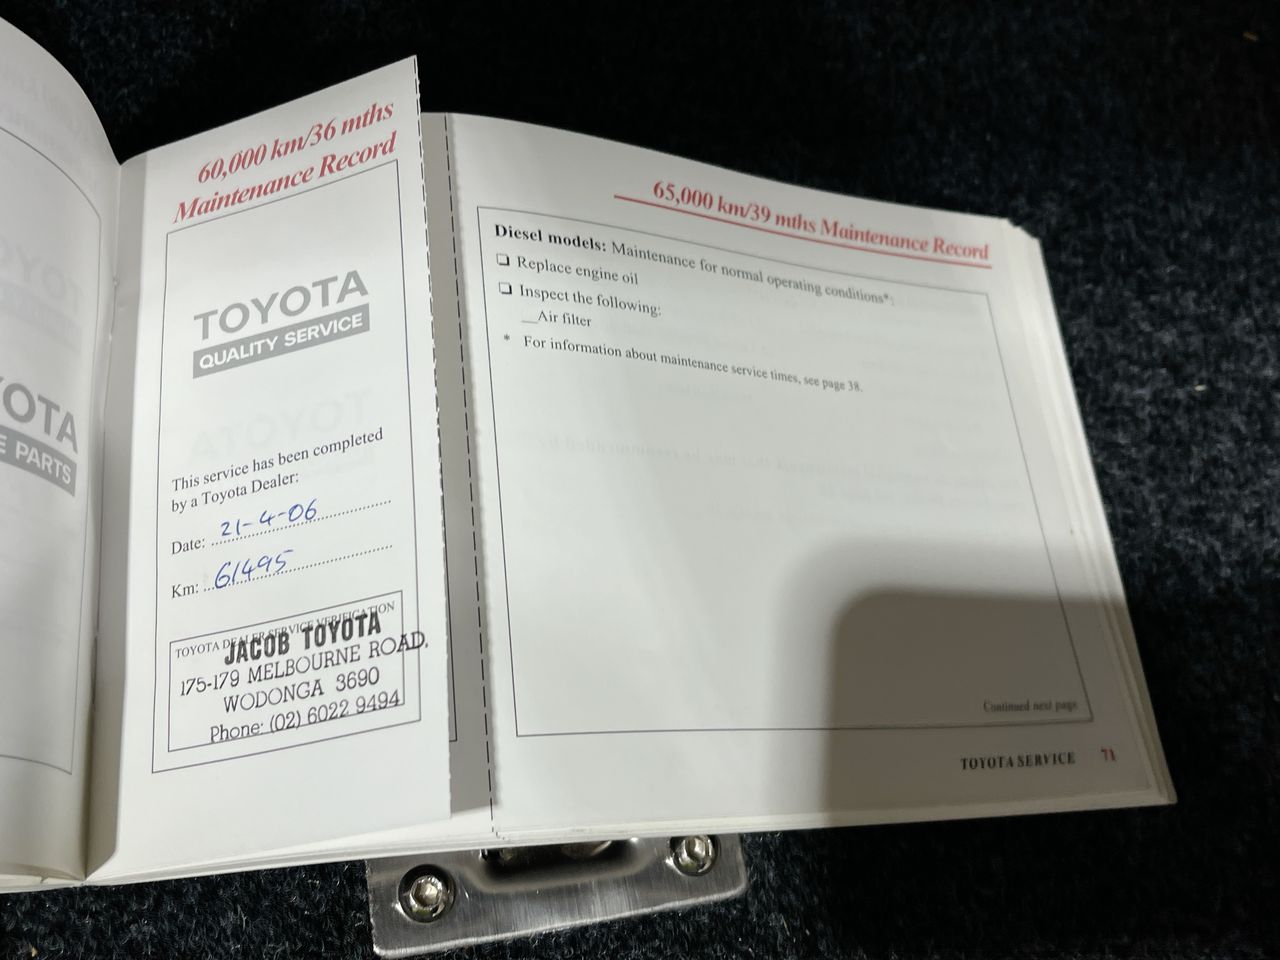 OTA
E PARTS
60,000 km/36 mths
Maintenance Record
TOYOTA
QUALITY SERVICE
This service has been completed
by a Toyota Dealer:
Date: 21-4-06
Km: 61495
TOYOTA DEALER SERVICE VERIFICATION
JACOB TOYOTA
175-179 MELBOURNE ROAD.
WODONGA 3690
Phone: (02) 6022 9494
65,000 km/39 mths Maintenance Record
Diesel models: Maintenance for normal operating conditions*:
❏ Replace engine oil
❏ Inspect the following:
__Air filter
* For information about maintenance service times, see page 38.
Continued next page
TOYOTA SERVICE 71